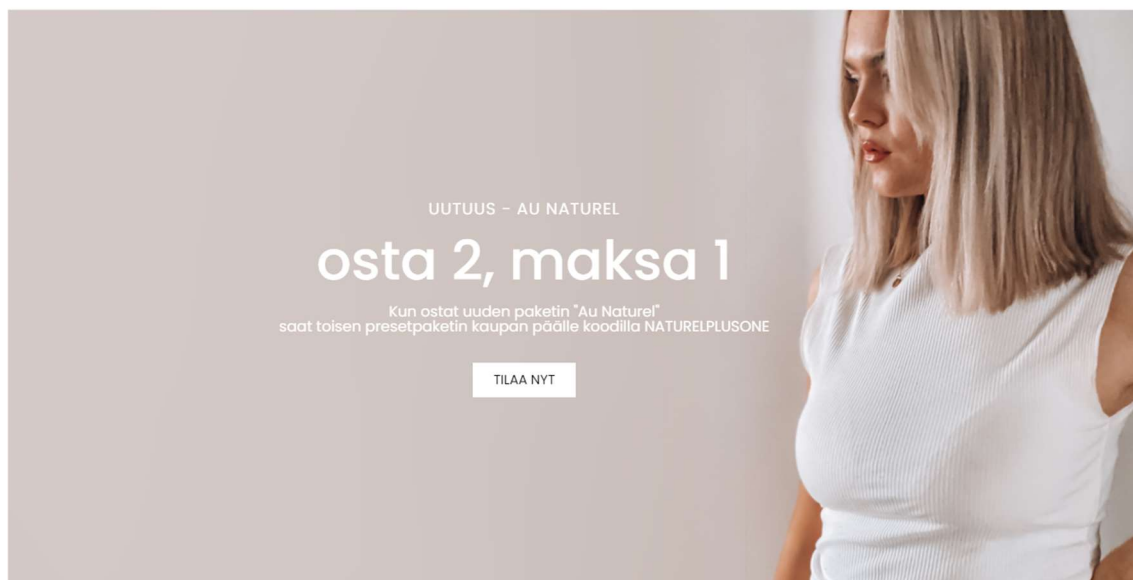 UUTUUS - AU NATUREL
osta 2, maksa 1
Kun ostat uuden paketin "Au Naturel"
saat toisen presetpaketin kaupan päälle koodilla NATURELPLUSONE
TILAA NYT